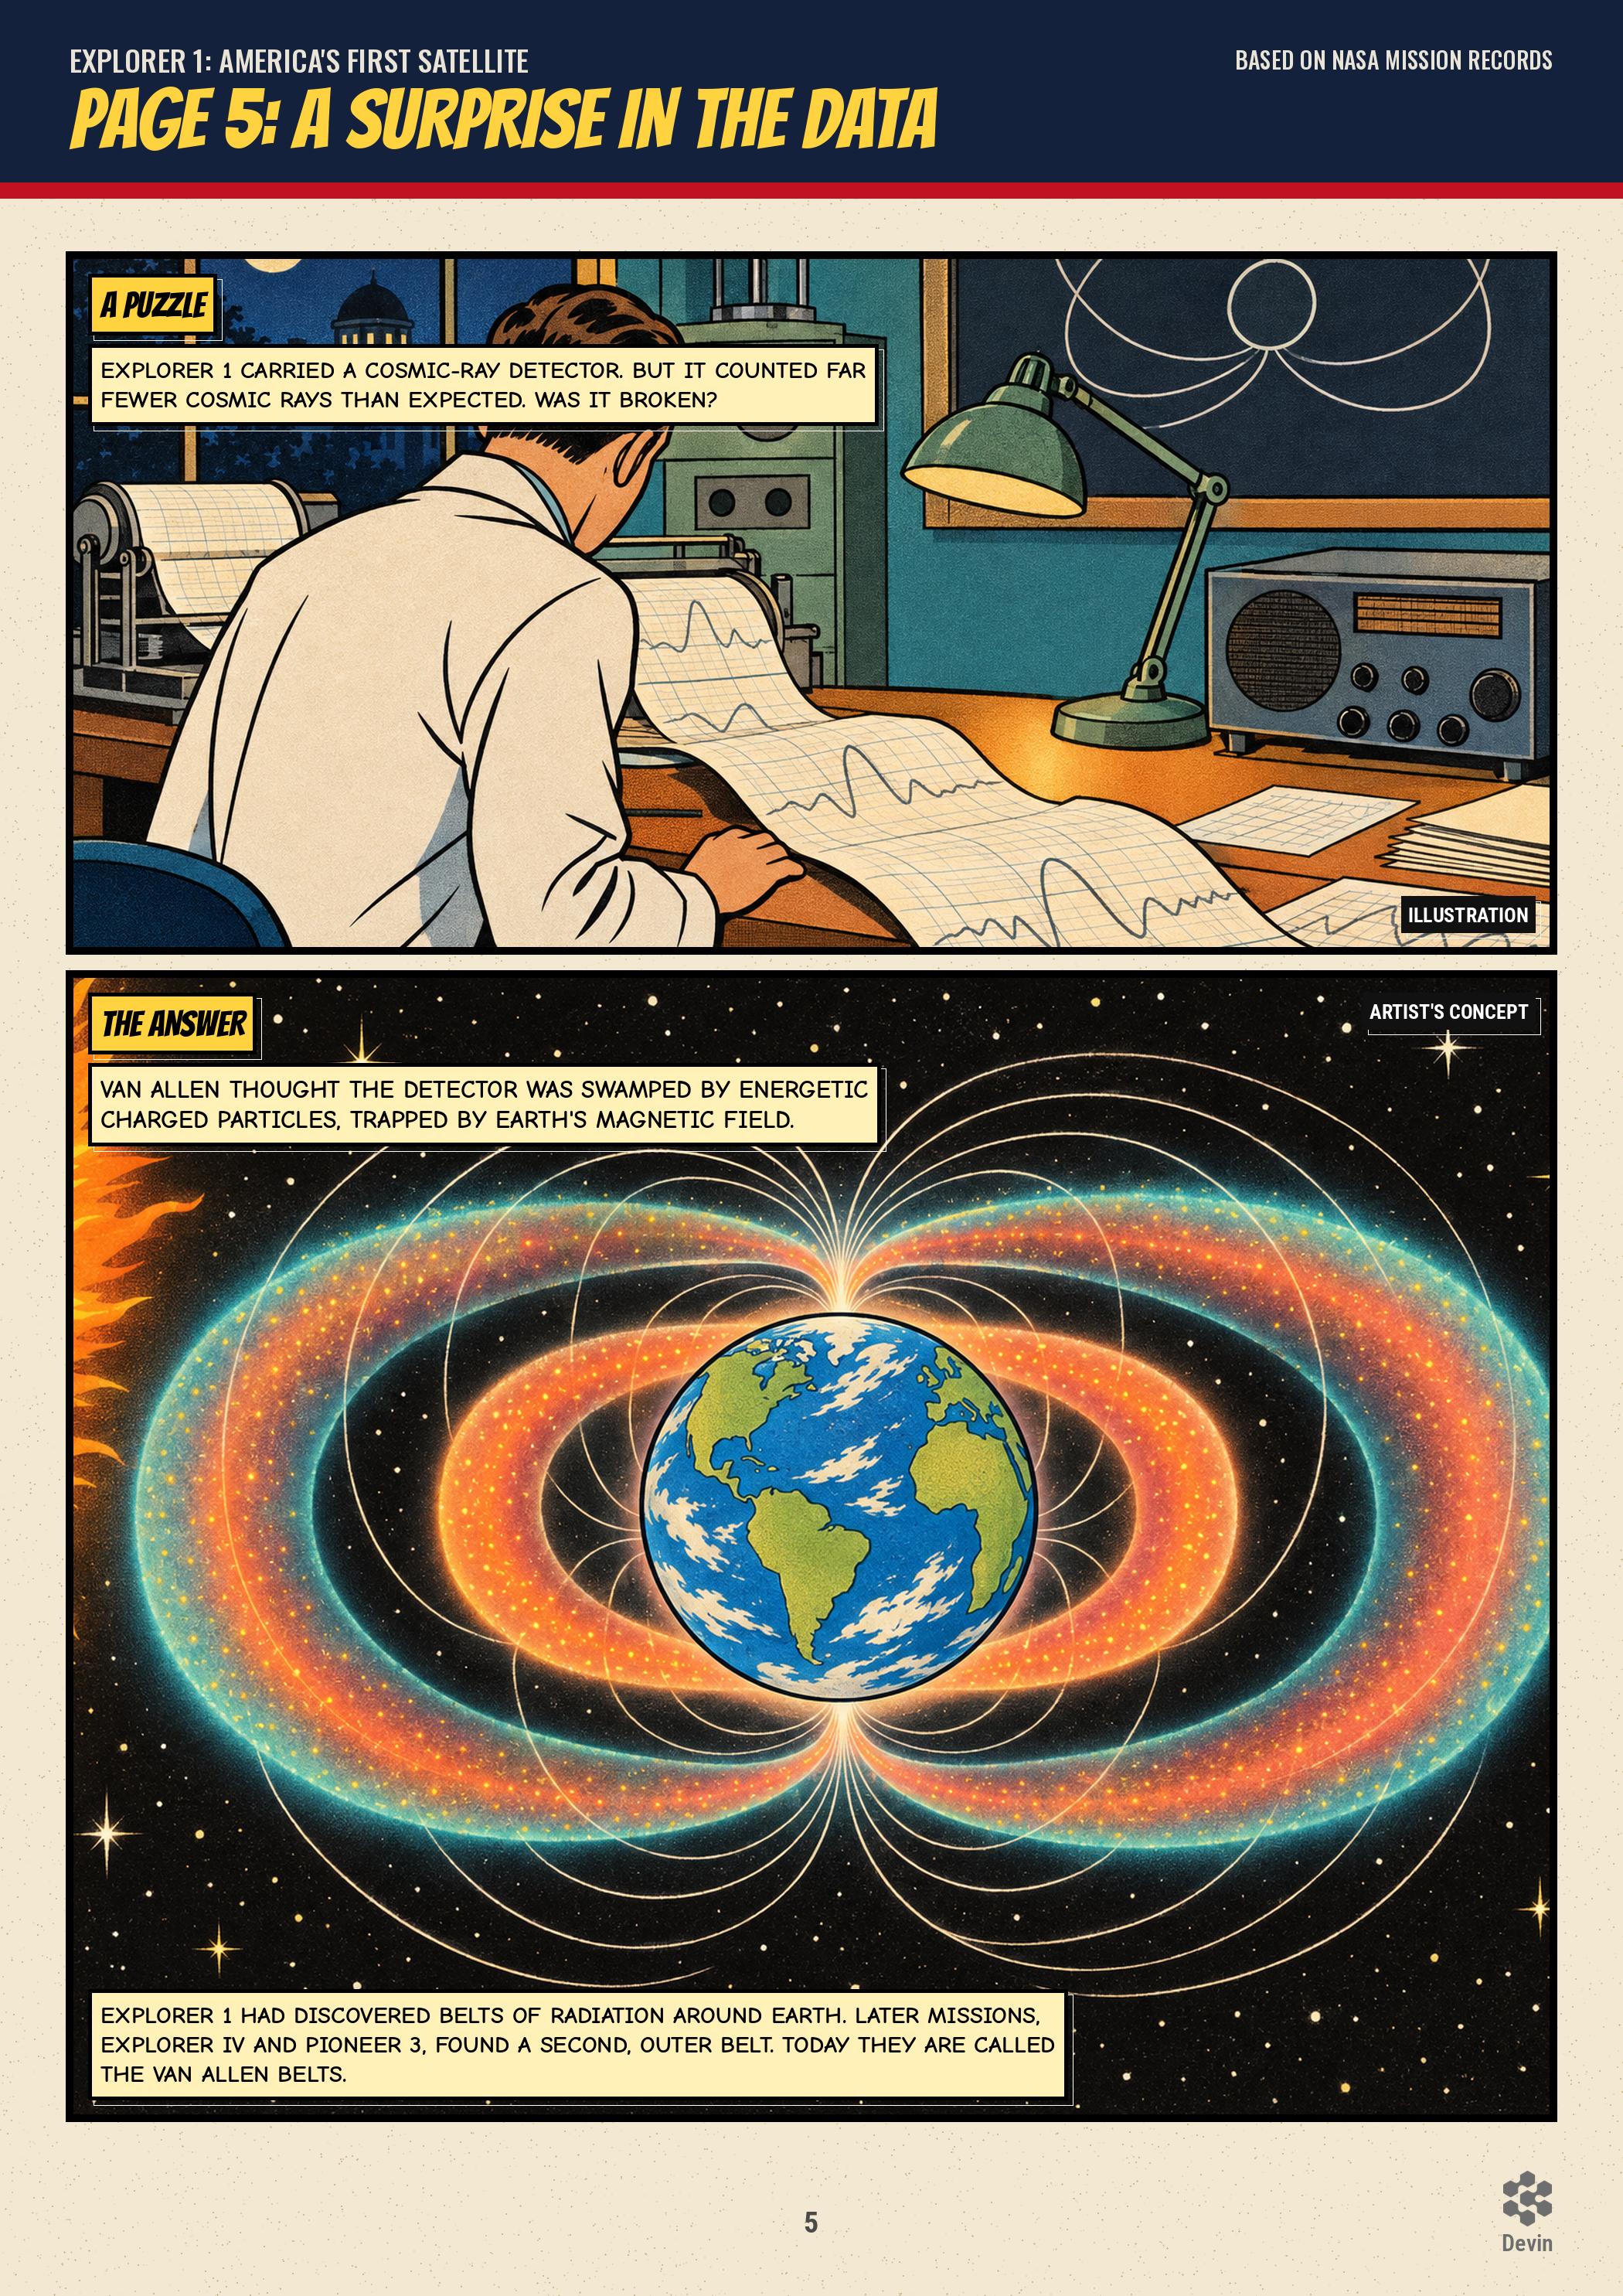 EXPLORER 1: AMERICA'S FIRST SATELLITE
BASED ON NASA MISSION RECORDS
PAGE 5: A SURPRISE IN THE DATA
A PUZZLE
EXPLORER 1 CARRIED A COSMIC-RAY DETECTOR. BUT IT COUNTED FAR
FEWER COSMIC RAYS THAN EXPECTED. WAS IT BROKEN?
ILLUSTRATION
THE ANSWER
ARTIST'S CONCEPT
VAN ALLEN THOUGHT THE DETECTOR WAS SWAMPED BY ENERGETIC
CHARGED PARTICLES, TRAPPED BY EARTH'S MAGNETIC FIELD.
EXPLORER 1 HAD DISCOVERED BELTS OF RADIATION AROUND EARTH. LATER MISSIONS,
EXPLORER IV AND PIONEER 3, FOUND A SECOND, OUTER BELT. TODAY THEY ARE CALLED
THE VAN ALLEN BELTS.
5
Devin